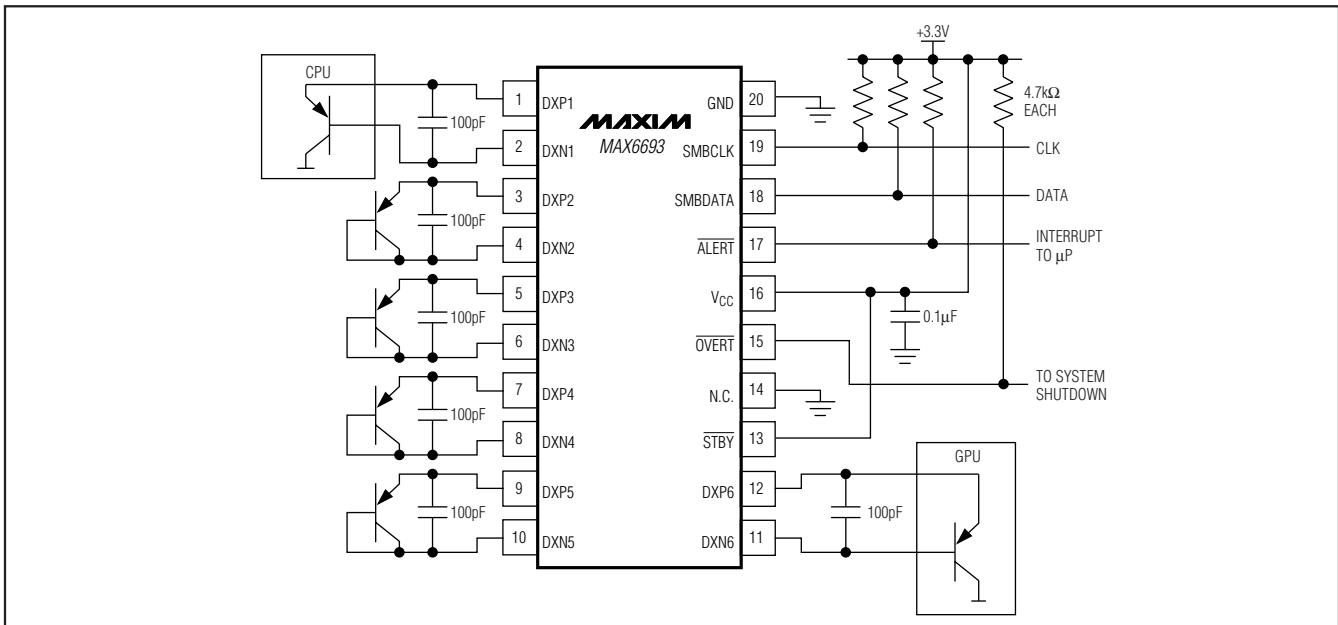 +3.3V
CPU
100pF
1
DXP1
2
DXN1
3
DXP2
100pF
4
DXN2
5
DXP3
100pF
6
DXN3
7
DXP4
100pF
8
DXN4
9
DXP5
100pF
10
DXN5
MAXIM
MAX6693
GND
20
SMBCLK
19
SMBDATA
18
ALERT
17
VCC
16
OVERT
15
N.C.
14
STBY
13
DXP6
12
DXN6
11
4.7kΩ
EACH
CLK
DATA
INTERRUPT
TO µP
0.1µF
TO SYSTEM
SHUTDOWN
GPU
100pF